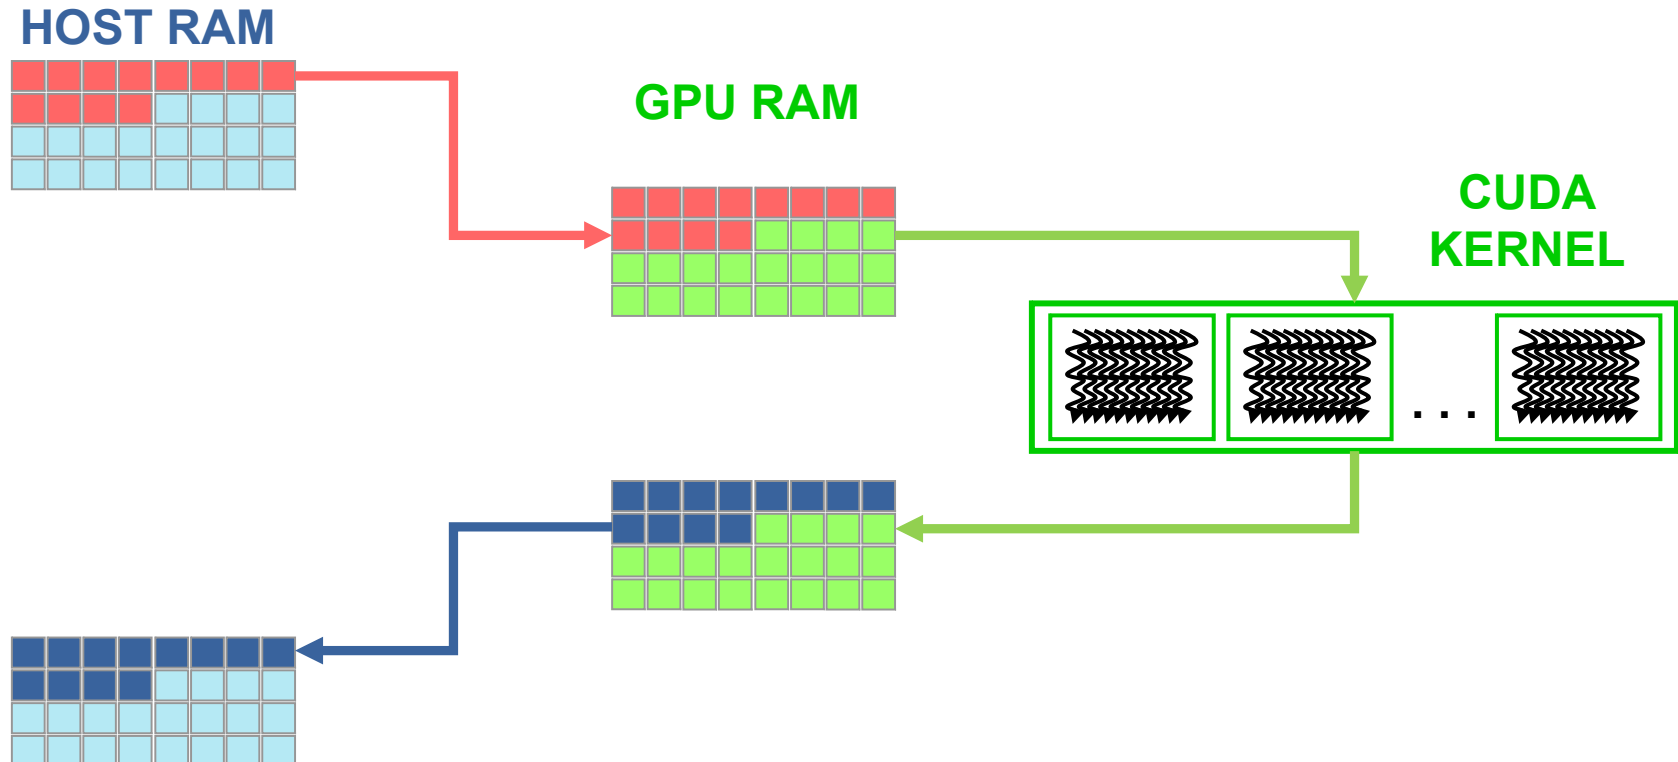 HOST RAM
GPU RAM
CUDA
KERNEL
. . .